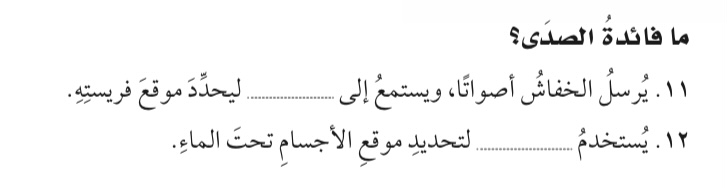 ما فائدةُ الصدَى؟
١١. يُرسلُ الخفاشُ أصواتًا، ويستمعُ إلى .................... ليحدِّدَ موقعَ فريستِهِ.
١٢. يُستخدمُ .................... لتحديدِ موقعِ الأجسامِ تحتَ الماءِ.